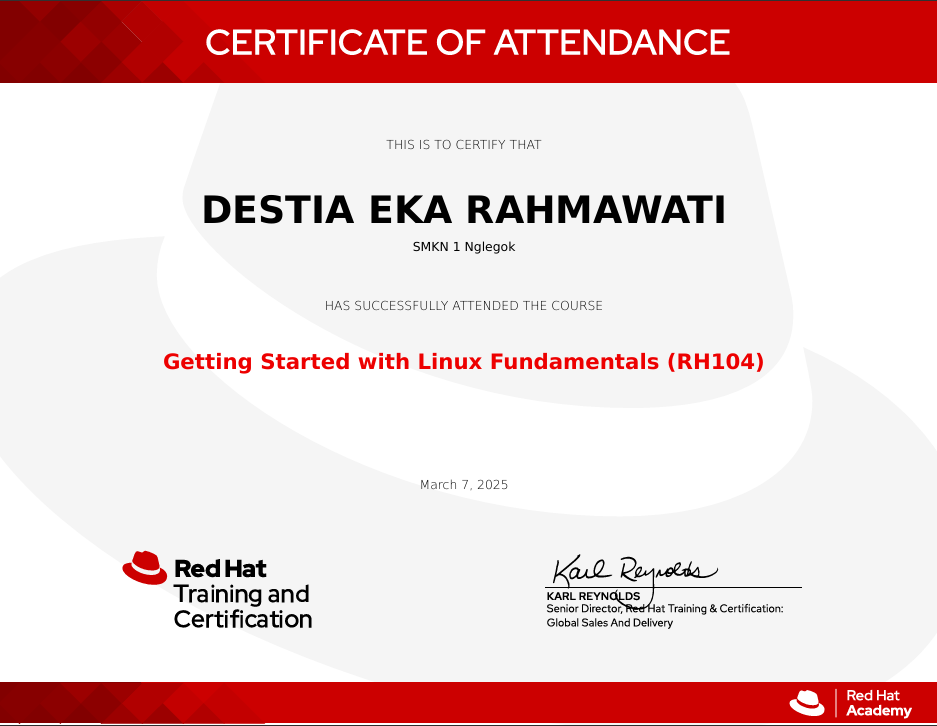 CERTIFICATE OF ATTENDANCE
THIS IS TO CERTIFY THAT
DESTIA EKA RAHMAWATI
SMKN 1 Nglegok
HAS SUCCESSFULLY ATTENDED THE COURSE
Getting Started with Linux Fundamentals (RH104)
March 7, 2025
Red Hat
Training and
Certification
Karl Reynolds
KARL REYNOLDS
Senior Director, Red Hat Training & Certification:
Global Sales And Delivery
Red Hat
Academy